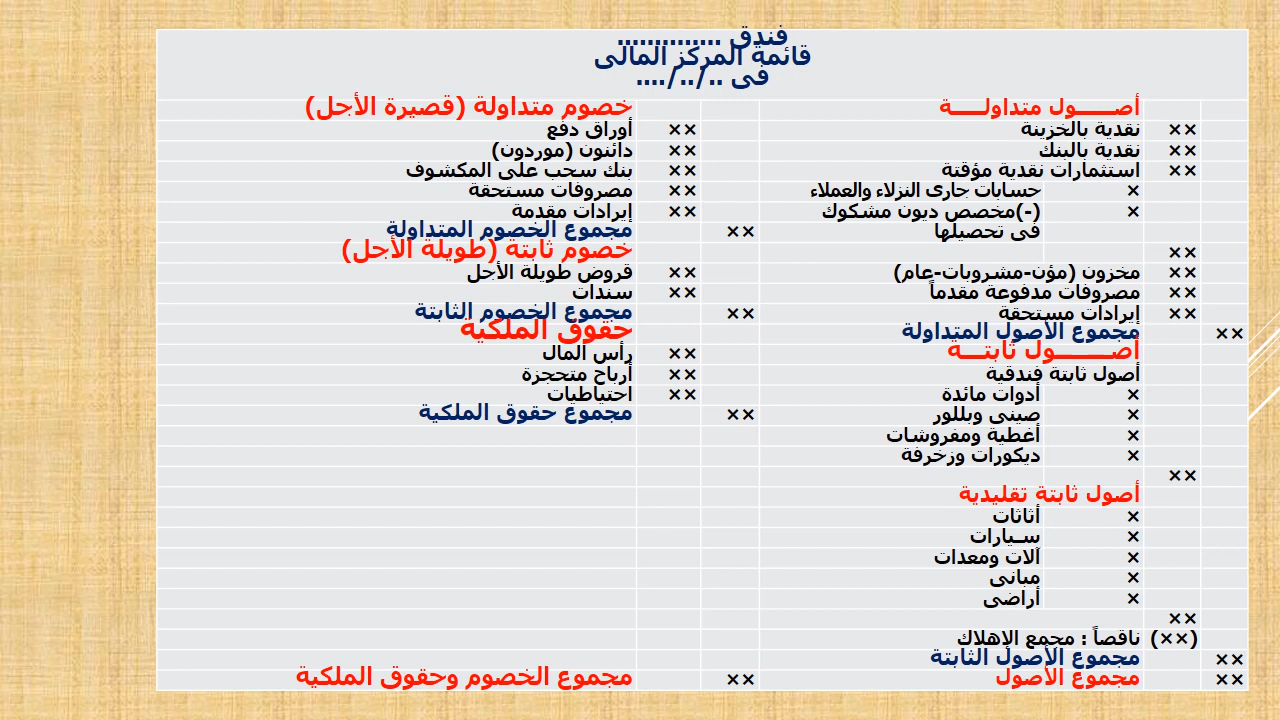 فندق ..............
قائمة المركز المالى
فى ../../....
أصــــــول متداولــــــة
×× نقدية بالخزينة
×× نقدية بالبنك
×× استثمارات نقدية مؤقتة
× حسابات جارى النزلاء والعملاء
× (-)مخصص ديون مشكوك
فى تحصيلها
××
×× مخزون (مؤن-مشروبات-عام)
×× مصروفات مدفوعة مقدماً
×× إيرادات مستحقة
×× مجموع الأصول المتداولة
أصـــــــول ثابتـــة
أصول ثابتة فندقية
× أدوات مائدة
× صينى وبللور
× أغطية ومفروشات
× ديكورات وزخرفة
××
أصول ثابتة تقليدية
× أثاثات
× سـيارات
× آلات ومعدات
× مبانى
× أراضى
××
(××) ناقصاً : مجمع الإهلاك
×× مجموع الأصول الثابتة
×× مجموع الأصول
خصوم متداولة (قصيرة الأجل)
×× أوراق دفع
×× دائنون (موردون)
×× بنك سحب على المكشوف
×× مصروفات مستحقة
×× إيرادات مقدمة
×× مجموع الخصوم المتداولة
خصوم ثابتة (طويلة الأجل)
×× قروض طويلة الأجل
×× سندات
×× مجموع الخصوم الثابتة
حقوق الملكية
×× رأس المال
×× أرباح متحجزة
×× احتياطيات
×× مجموع حقوق الملكية
×× مجموع الخصوم وحقوق الملكية